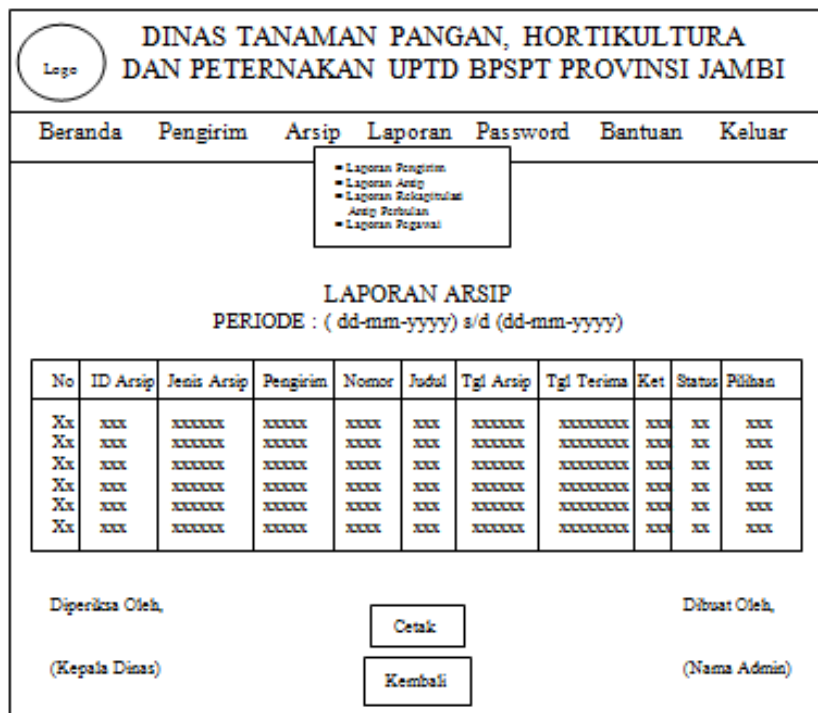 Logo
DINAS TANAMAN PANGAN, HORTIKULTURA
DAN PETERNAKAN UPTD BPSPT PROVINSI JAMBI
Beranda Pengirim Arsip Laporan Password Bantuan Keluar
= Laporan Pengirim
= Laporan Arsip
= Laporan Rekapitulasi
Arsip Perbulan
= Laporan Pegawai
LAPORAN ARSIP
PERIODE : ( dd-mm-yyyy) s/d (dd-mm-yyyy)
No ID Arsip Jenis Arsip Pengirim Nomor Judul Tgl Arsip Tgl Terima Ket Status Pilihan
Xx xxx xxxxxx xxxxx xxxx xxx xxxxxx xxxxxxxx xxx xx xxx
Xx xxx xxxxxx xxxxx xxxx xxx xxxxxx xxxxxxxx xxx xx xxx
Xx xxx xxxxxx xxxxx xxxx xxx xxxxxx xxxxxxxx xxx xx xxx
Xx xxx xxxxxx xxxxx xxxx xxx xxxxxx xxxxxxxx xxx xx xxx
Xx xxx xxxxxx xxxxx xxxx xxx xxxxxx xxxxxxxx xxx xx xxx
Xx xxx xxxxxx xxxxx xxxx xxx xxxxxx xxxxxxxx xxx xx xxx
Diperiksa Oleh, Dibuat Oleh,
Cetak
(Kepala Dinas) (Nama Admin)
Kembali